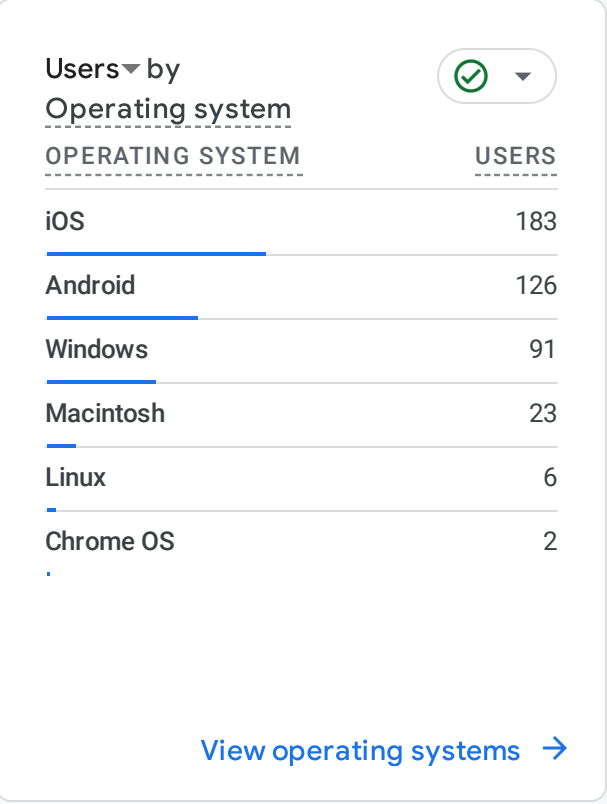 Users by
Operating system
OPERATING SYSTEM USERS
iOS 183
Android 126
Windows 91
Macintosh 23
Linux 6
Chrome OS 2
View operating systems